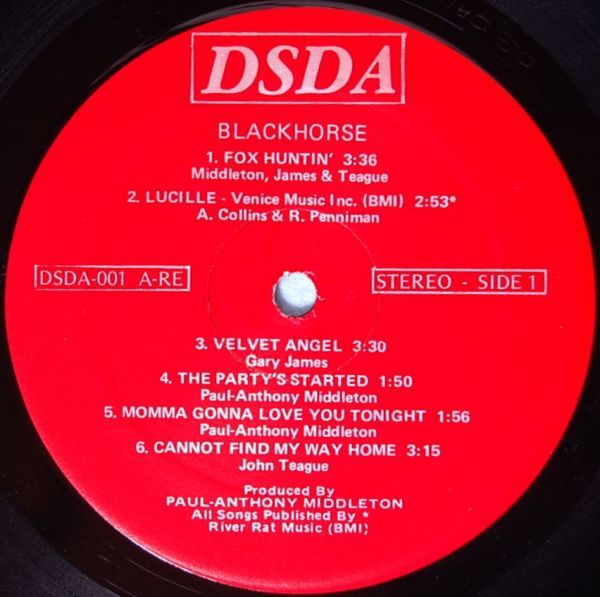 DSDA
BLACKHORSE
1. FOX HUNTIN' 3:36
Middleton, James & Teague
2. LUCILLE - Venice Music Inc. (BMI) 2:53*
A. Collins & R. Penniman
DSDA-001 A-RE
STEREO - SIDE 1
3. VELVET ANGEL 3:30
Gary James
4. THE PARTY'S STARTED 1:50
Paul-Anthony Middleton
5. MOMMA GONNA LOVE YOU TONIGHT 1:56
Paul-Anthony Middleton
6. CANNOT FIND MY WAY HOME 3:15
John Teague
Produced By
PAUL-ANTHONY MIDDLETON
All Songs Published By *
River Rat Music (BMI)